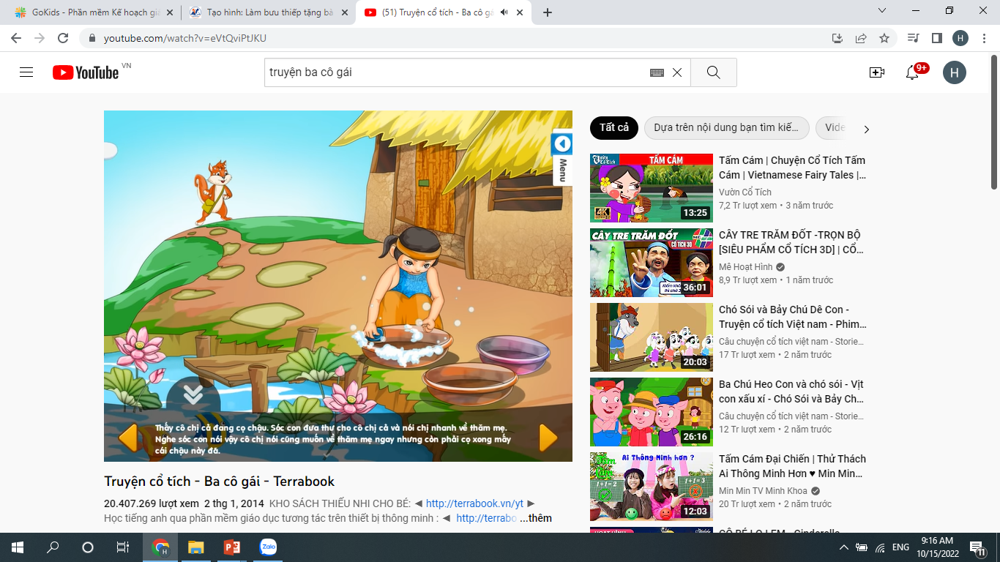 GoKids - Phần mềm Kế hoạch giá
Tạo hình: Làm bưu thiếp tặng bà
(51) Truyện cổ tích - Ba cô gá
youtube.com/watch?v=eVtQviPtJKU
H
YouTube VN
truyện ba cô gái
9+
H
Menu
Thấy cô chị cả đang cọ chậu. Sóc con đưa thư cho cô chị cả và nói chị nhanh về thăm mẹ.
Nghe sóc con nói vậy cô chị nói cũng muốn về thăm mẹ ngay nhưng còn phải cọ xong mấy
cái chậu này đã.
Truyện cổ tích - Ba cô gái - Terrabook
20.407.269 lượt xem 2 thg 1, 2014 KHO SÁCH THIẾU NHI CHO BÉ: ◄ http://terrabook.vn/yt ►
Học tiếng anh qua phần mềm giáo dục tương tác trên thiết bị thông minh : ◄ http://terrabo ...thêm
Tất cả
Dựa trên nội dung bạn tìm kiế...
Vide
Vườn Cổ Tích
TẤM CÁM
4K
13:25
Tấm Cám | Chuyện Cổ Tích Tấm
Cám | Vietnamese Fairy Tales |...
Vườn Cổ Tích
7,2 Tr lượt xem • 3 năm trước
CÂY TRE TRĂM ĐỐT
CỔ TÍCH 3D
36:01
CÂY TRE TRĂM ĐỐT -TRỌN BỘ
[SIÊU PHẨM CỔ TÍCH 3D] | CỔ...
Mê Hoạt Hình
8,9 Tr lượt xem • 1 năm trước
20:03
Chó Sói và Bảy Chú Dê Con -
Truyện cổ tích Việt nam - Phim...
Câu chuyện cổ tích việt nam - Storie...
17 Tr lượt xem • 2 năm trước
26:16
Ba Chú Heo Con và chó sói - Vịt
con xấu xí - Chó Sói và Bảy Ch...
Câu chuyện cổ tích việt nam - Storie...
12 Tr lượt xem • 2 năm trước
Ai Thông Minh hơn ?
Tấm Cám
1+1=2
1+1=3
12:03
Tấm Cám Đại Chiến | Thử Thách
Ai Thông Minh Hơn ♥ Min Min...
Min Min TV Minh Khoa
20 Tr lượt xem • 2 năm trước
Zalo
ENG
9:16 AM
10/15/2022
11